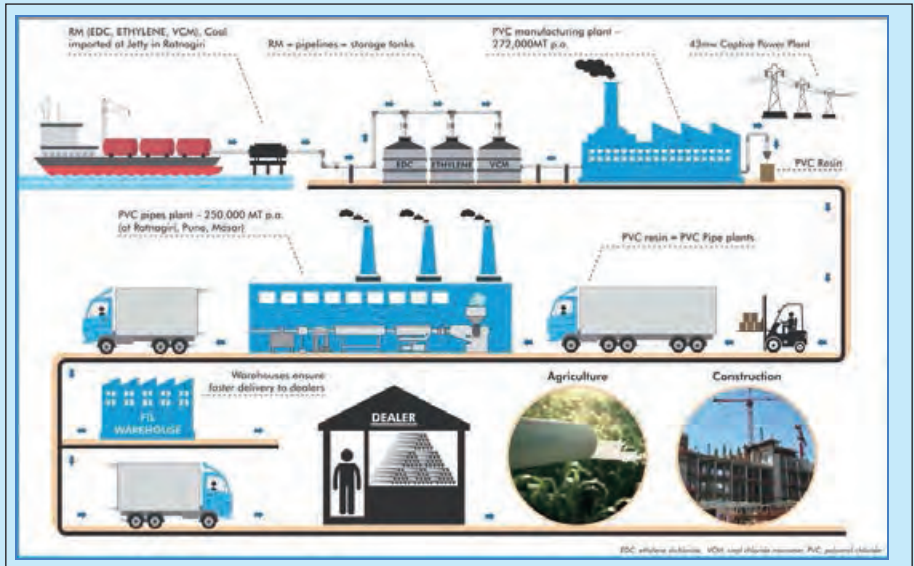 RM (EDC, ETHYLENE, VCM), Coal
imported at Jetty in Ratnagiri
RM = pipelines = storage tanks
PVC manufacturing plant –
272,000MT p.a.
43mw Captive Power Plant
EDC
ETHYLENE
VCM
PVC Resin
PVC pipes plant – 250,000 MT p.a.
(at Ratnagiri, Pune, Masar)
PVC resin = PVC Pipe plants
Warehouses ensure
faster delivery to dealers
FIL
WAREHOUSE
DEALER
Agriculture
Construction
EDC: ethylene dichloride, VCM: vinyl chloride monomer, PVC: polyvinyl chloride